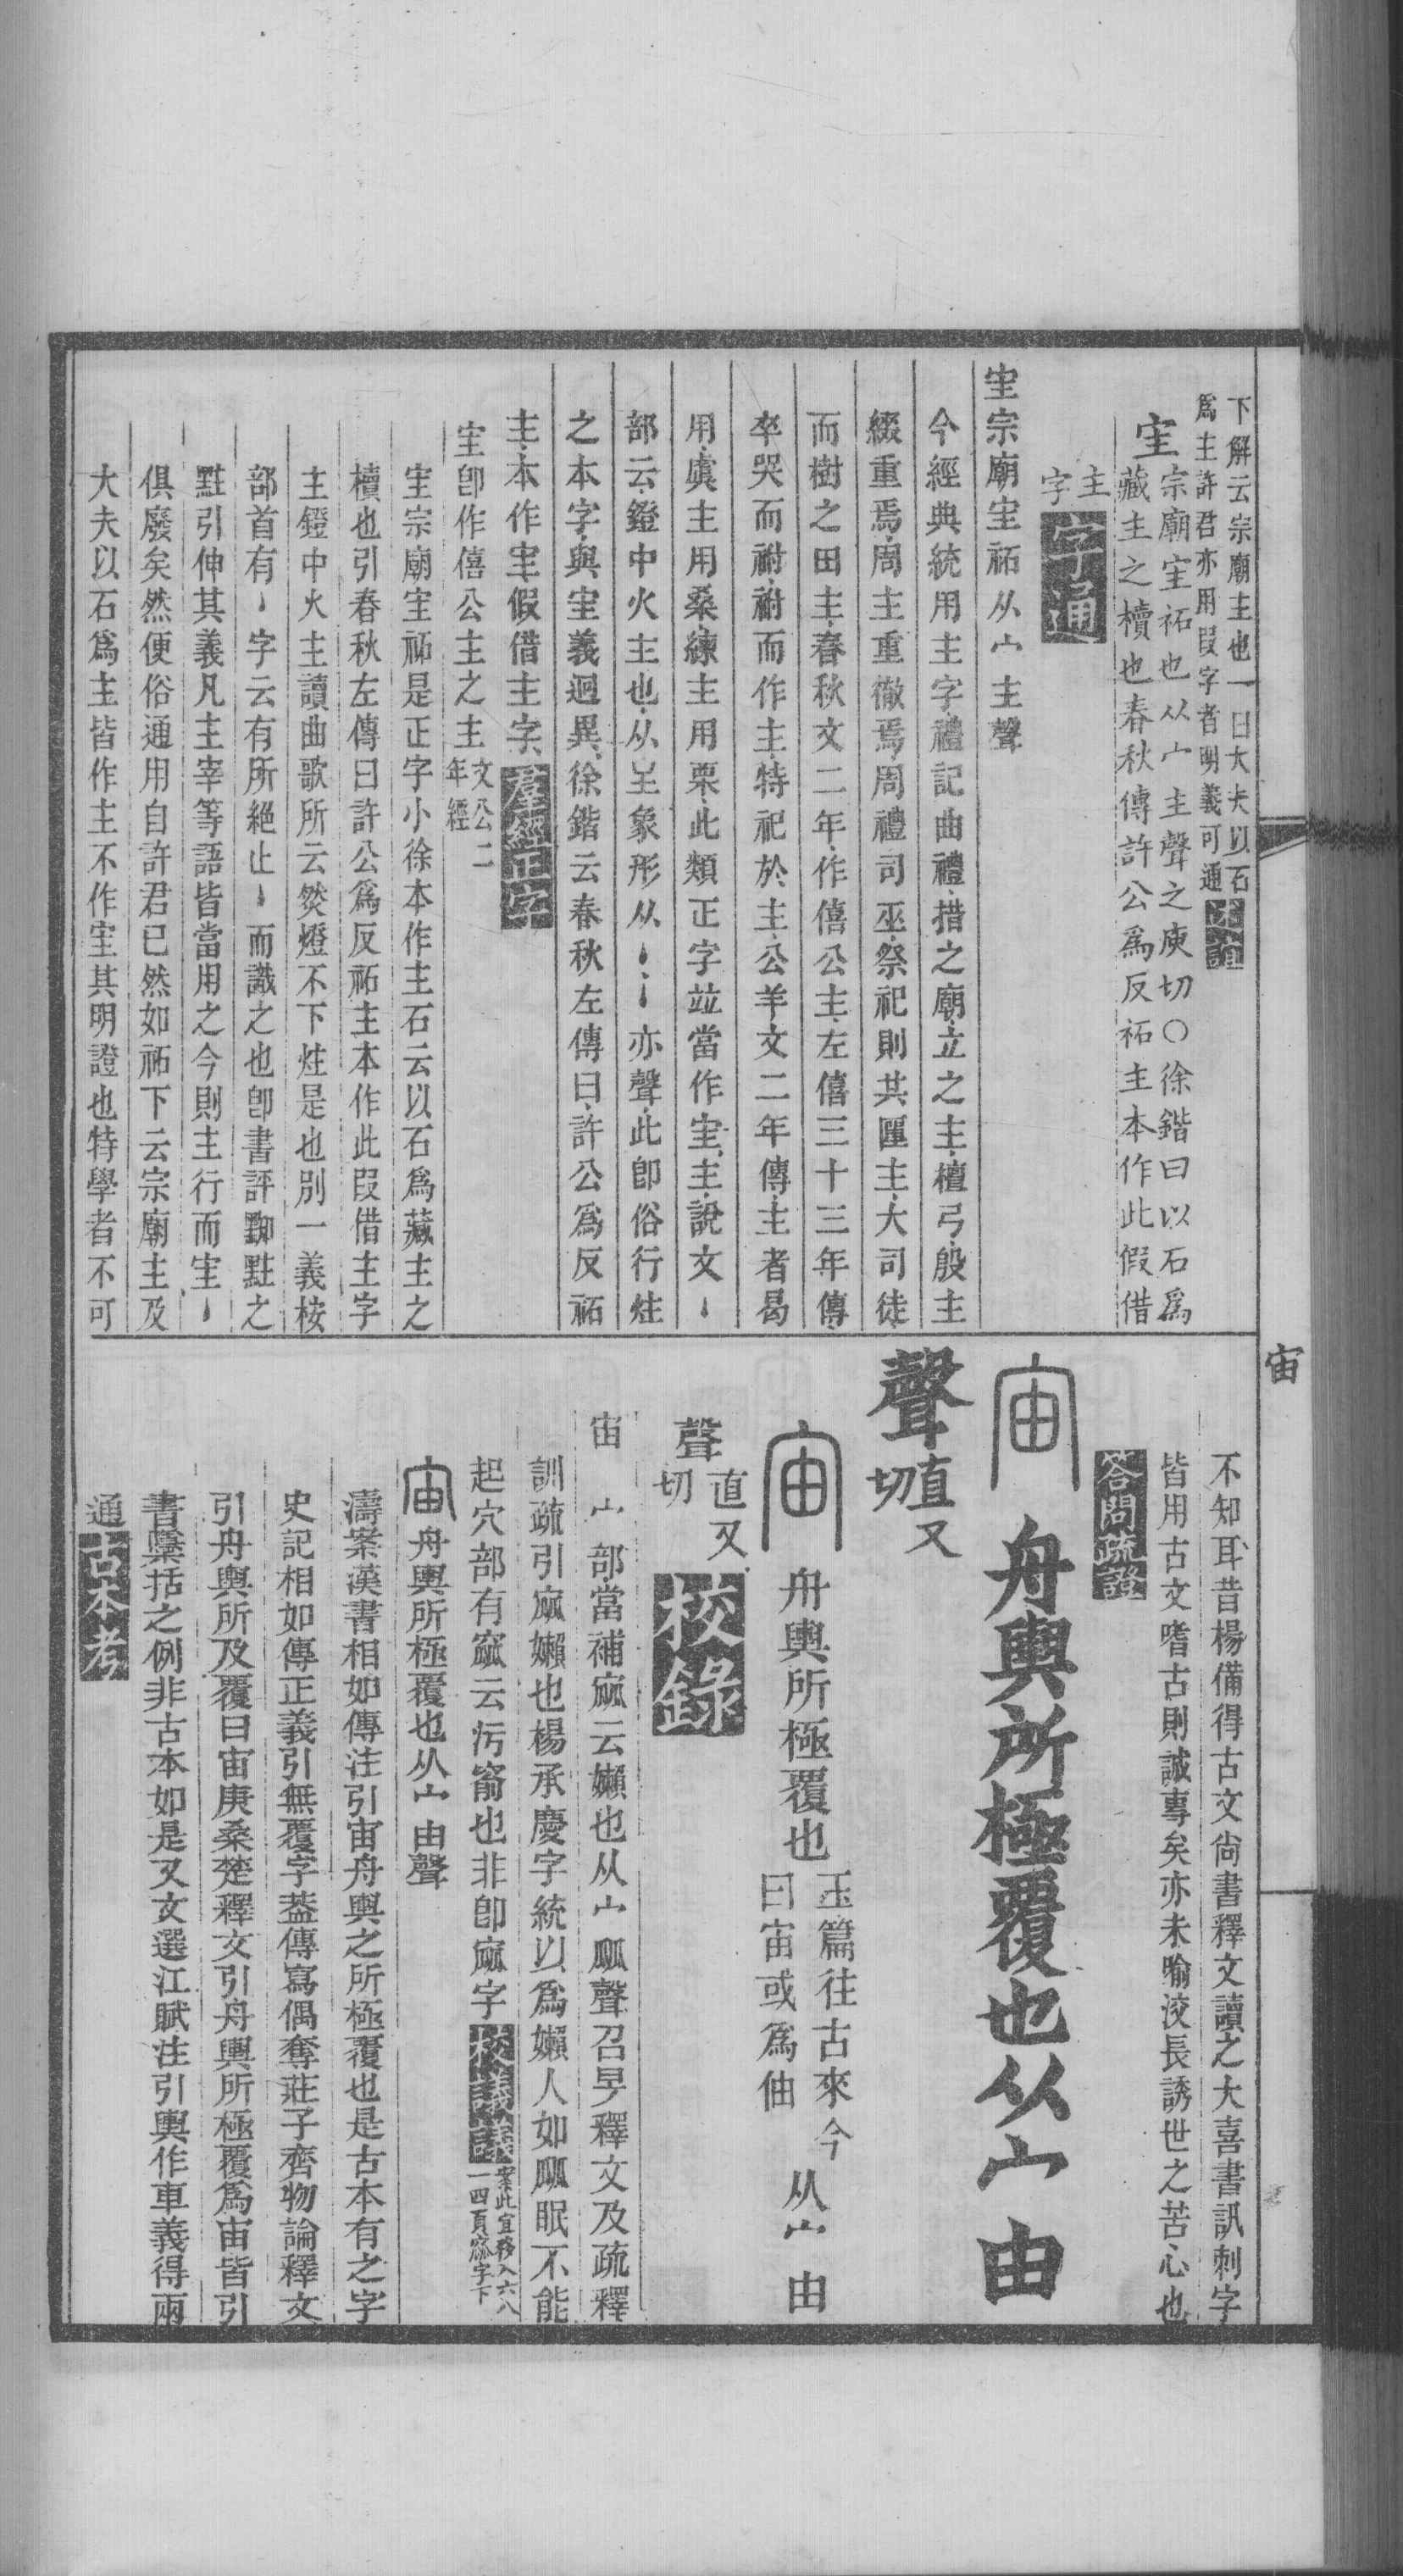 下解云宗廟主也一曰大夫以石
爲主許君亦用叚字者明義可通
宔
宗廟宔祏也从宀主聲之庾切〇徐鍇曰以石爲
藏主之櫝也春秋傳許公爲反祏主本作此假借
主
字
字通
宔宗廟宔祏从宀主聲
今經典統用主字禮記曲禮措之廟立之主檀弓殷主
綴重焉周主重徹焉周禮司巫祭祀則共匰主大司徒
而樹之田主春秋文二年作僖公主左僖三十三年傳
卒哭而祔祔而作主特祀於主公羊文二年傳主者曷
用虞主用桑練主用栗此類正字竝當作宔主說文丶
部云鐙中火主也从𠙴象形从丶丶亦聲此卽俗行炷
之本字與宔義迥異徐鍇云春秋左傳曰許公爲反祏
主本作宔假借主字
羣經正字
宔卽作僖公主之主
文公二
年經
宔宗廟宔祏是正字小徐本作主石云以石爲藏主之
櫝也引春秋左傳曰許公爲反祏主本作此叚借主字
主鐙中火主讀曲歌所云㷼燈不下炷是也別一義桉
部首有丶字云有所絕止丶而識之也卽書評黝黈之
黈引伸其義凡主宰等語皆當用之今則主行而宔丶
俱廢矣然便俗通用自許君已然如祏下云宗廟主及
大夫以石爲主皆作主不作宔其明證也特學者不可
宙
不知耳昔楊備得古文尙書釋文讀之大喜書訊刺字
皆用古文嗜古則誠專矣亦未喻洨長誘世之苦心也
答問疏證
宙 舟輿所極覆也从宀由
聲
直又
切
宙 舟輿所極覆也
玉篇往古來今
曰宙或爲伷
从宀由
聲
直又
切
校錄
宙 宀部當補㼌云嬾也从宀㼌聲召旻釋文及疏釋
訓疏引㼌嬾也楊承慶字統以爲嬾人如㼌眠不能
起穴部有窳云污窬也非卽㼌字
校議議
案此宜移入六八
一四頁窳字下
宙 舟輿所極覆也从宀由聲
濤案漢書相如傳注引宙舟輿之所極覆也是古本有之字
史記相如傳正義引無覆字葢傳寫偶奪莊子齊物論釋文
引舟輿所及覆曰宙庚桑楚釋文引舟輿所極覆爲宙皆引
書櫽括之例非古本如是又文選江賦注引輿作車義得兩
通
古本考